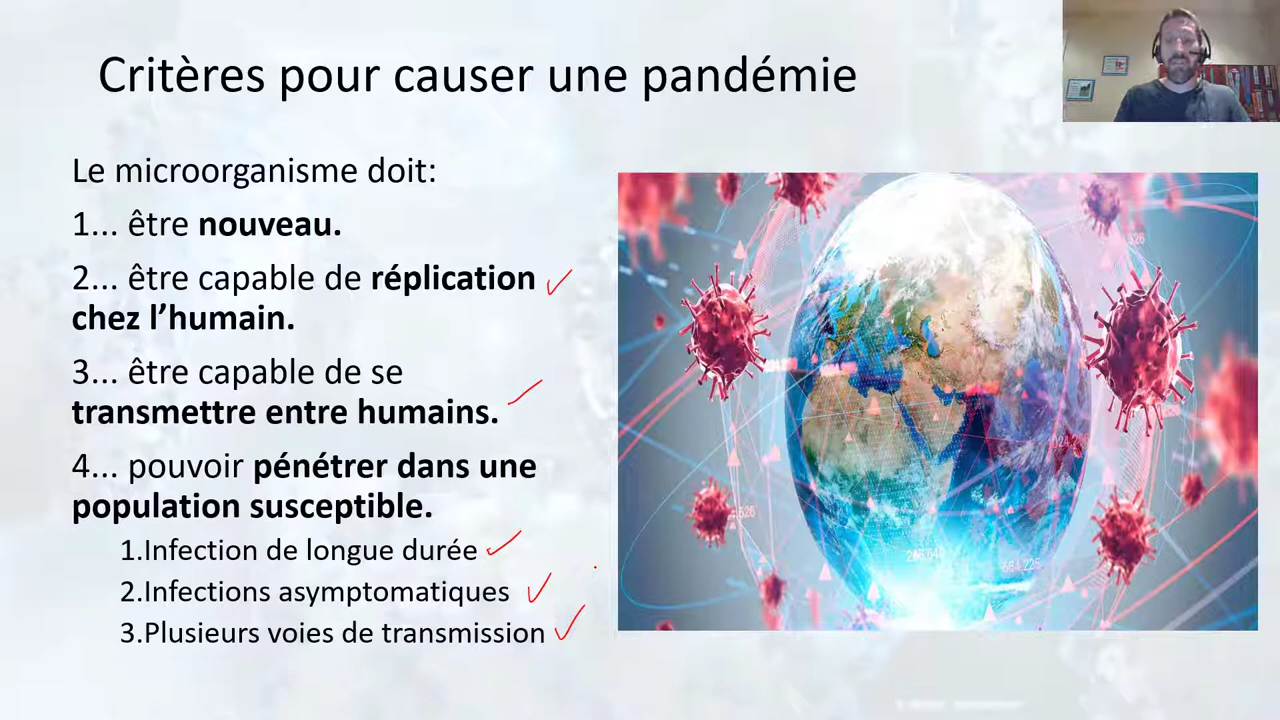 Critères pour causer une pandémie
Le microorganisme doit:
1... être nouveau.
2... être capable de réplication
chez l’humain.
3... être capable de se
transmettre entre humains.
4... pouvoir pénétrer dans une
population susceptible.
1.Infection de longue durée
2.Infections asymptomatiques
3.Plusieurs voies de transmission